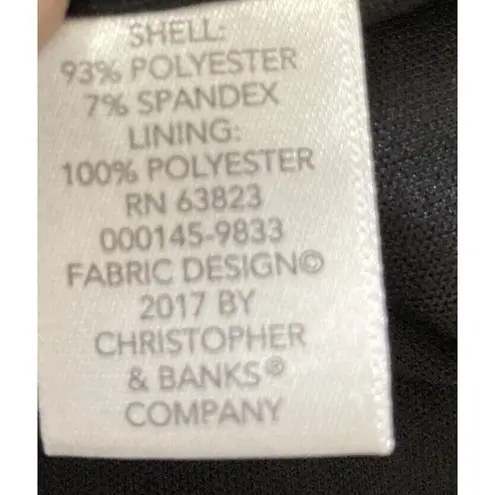 SHELL:
93% POLYESTER
7% SPANDEX
LINING:
100% POLYESTER
RN 63823
000145-9833
FABRIC DESIGN©
2017 BY
CHRISTOPHER
& BANKS®
COMPANY